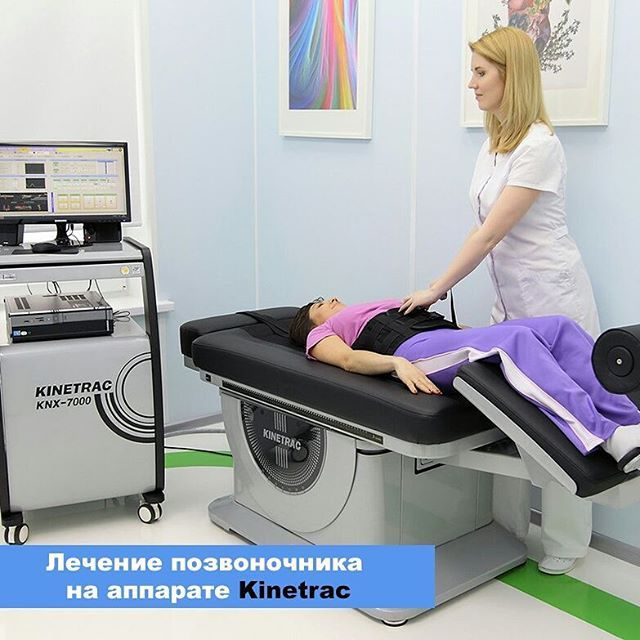 KINETRAC
KNX-7000
KINETRAC
Лечение позвоночника
на аппарате Kinetrac